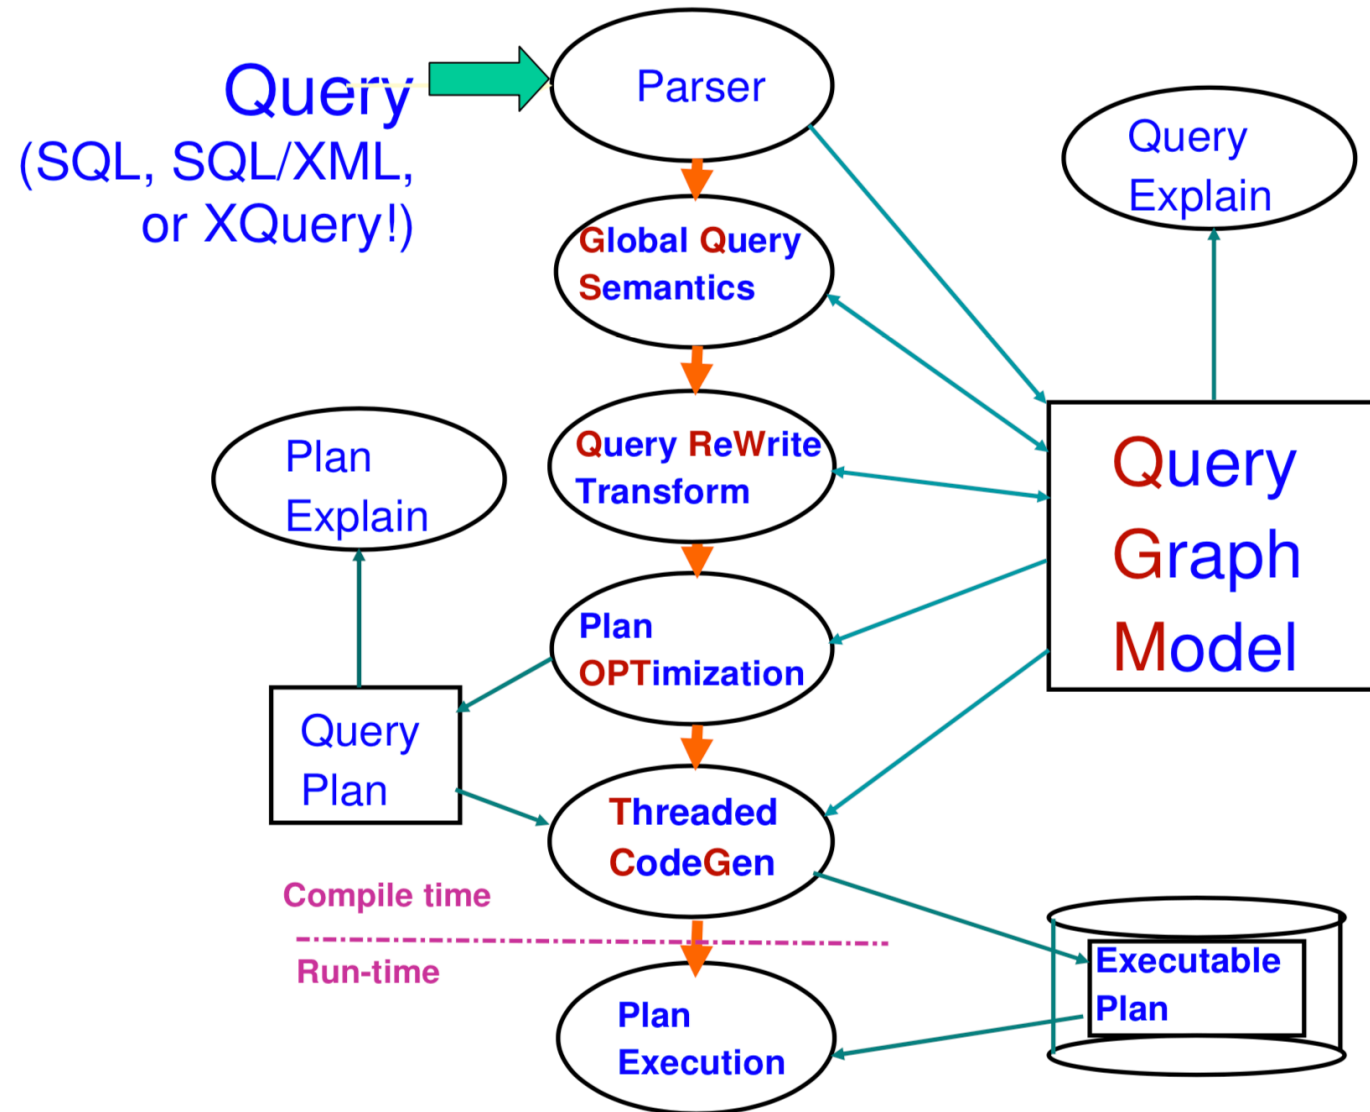 Query
(SQL, SQL/XML,
or XQuery!)
Parser
Query
Explain
Global Query
Semantics
Query ReWrite
Transform
Plan
Explain
Query
Graph
Model
Plan
OPTimization
Query
Plan
Threaded
CodeGen
Compile time
Run-time
Executable
Plan
Plan
Execution